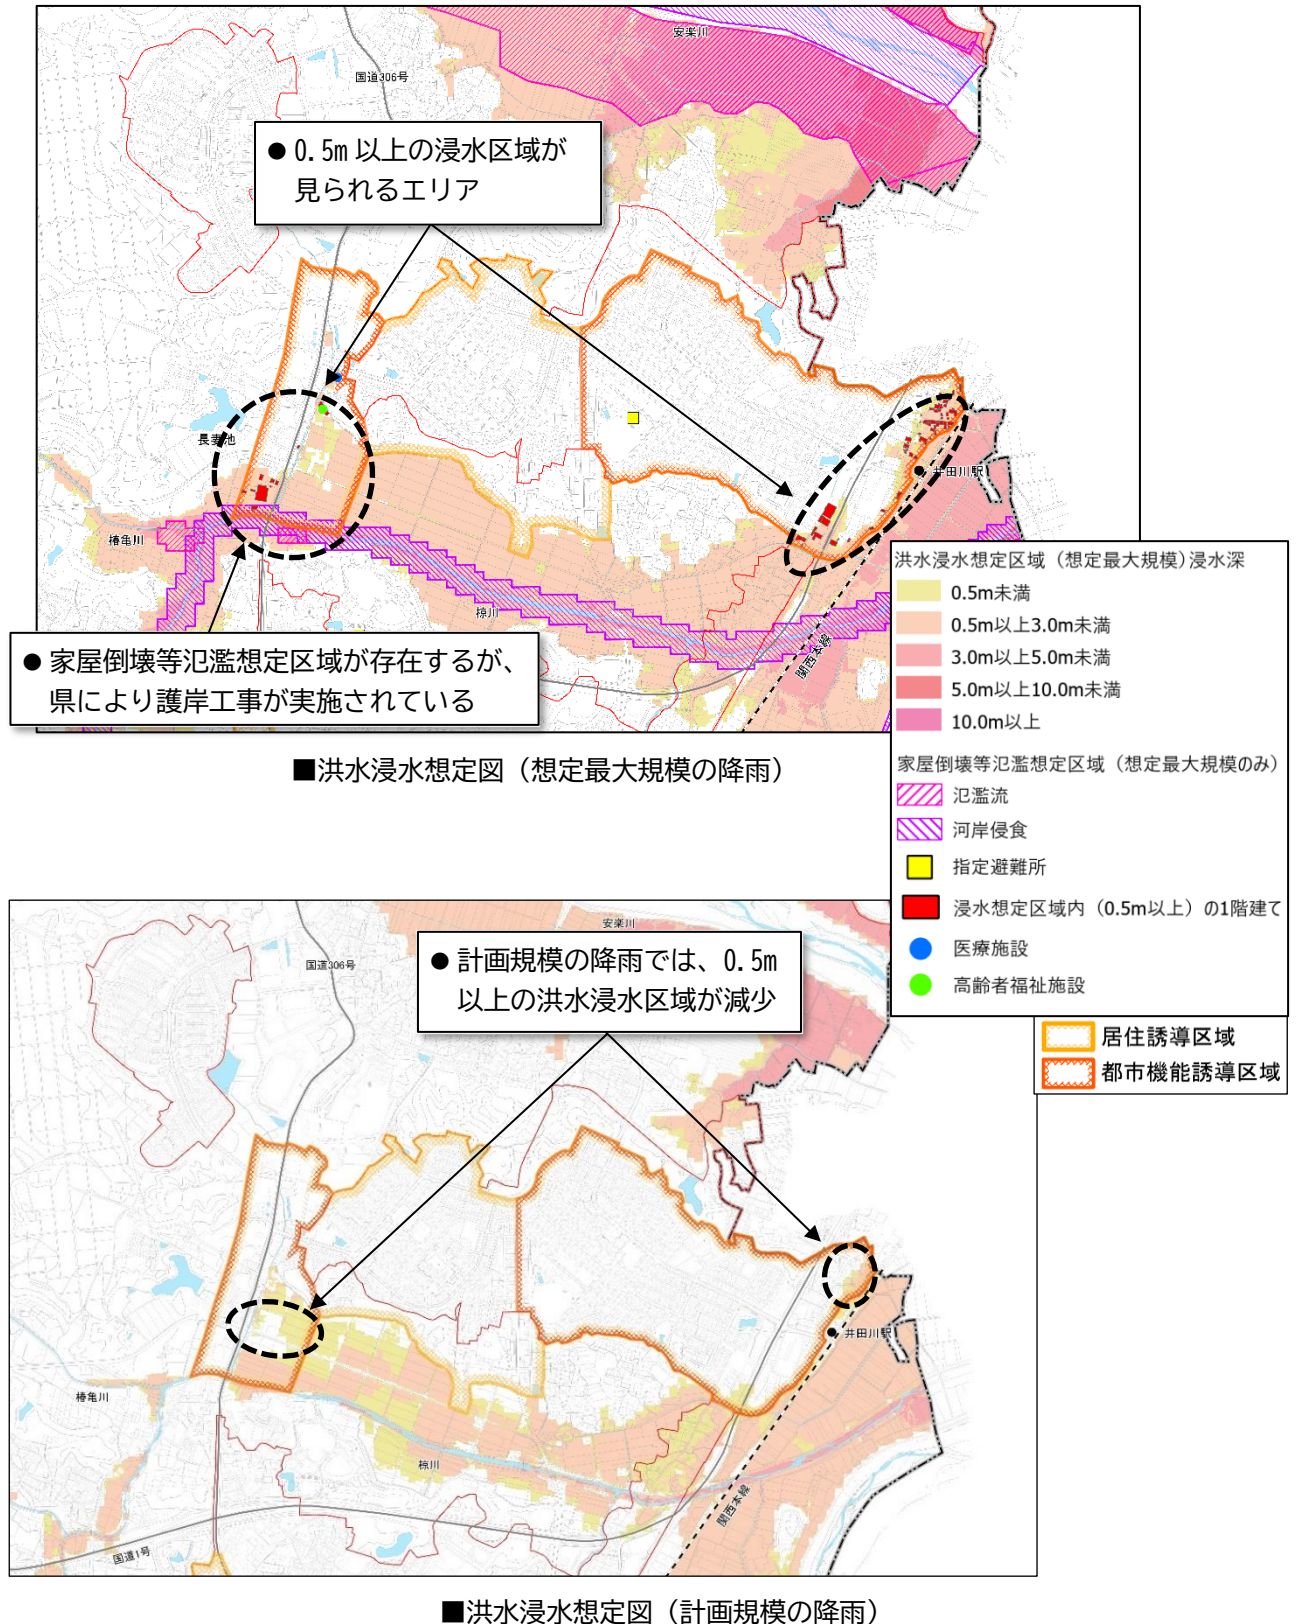 安楽川
国道306号
●0.5m 以上の浸水区域が
見られるエリア
長妻池
井田川駅
椿亀川
椋川
関西本線
●家屋倒壊等氾濫想定区域が存在するが、
県により護岸工事が実施されている
■洪水浸水想定図（想定最大規模の降雨）
洪水浸水想定区域（想定最大規模）浸水深
0.5m未満
0.5m以上3.0m未満
3.0m以上5.0m未満
5.0m以上10.0m未満
10.0m以上
家屋倒壊等氾濫想定区域（想定最大規模のみ）
氾濫流
河岸侵食
指定避難所
浸水想定区域内（0.5m以上）の1階建て
医療施設
高齢者福祉施設
居住誘導区域
都市機能誘導区域
安楽川
国道306号
●計画規模の降雨では、0.5m
以上の洪水浸水区域が減少
井田川駅
椿亀川
椋川
関西本線
国道1号
■洪水浸水想定図（計画規模の降雨）